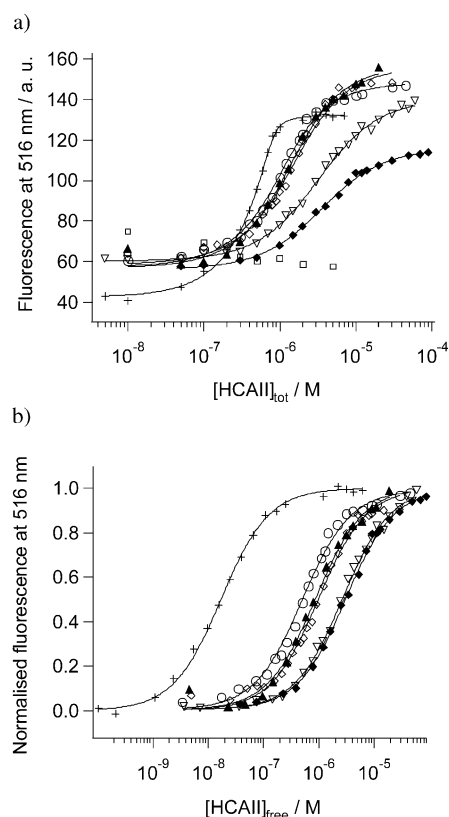 a)
160
140
120
100
80
60
40
Fluorescence at 516 nm / a. u.
10-8 10-7 10-6 10-5 10-4
[HCAII]tot / M
b)
1.0
0.8
0.6
0.4
0.2
0.0
Normalised fluorescence at 516 nm
10-9 10-8 10-7 10-6 10-5
[HCAII]free / M